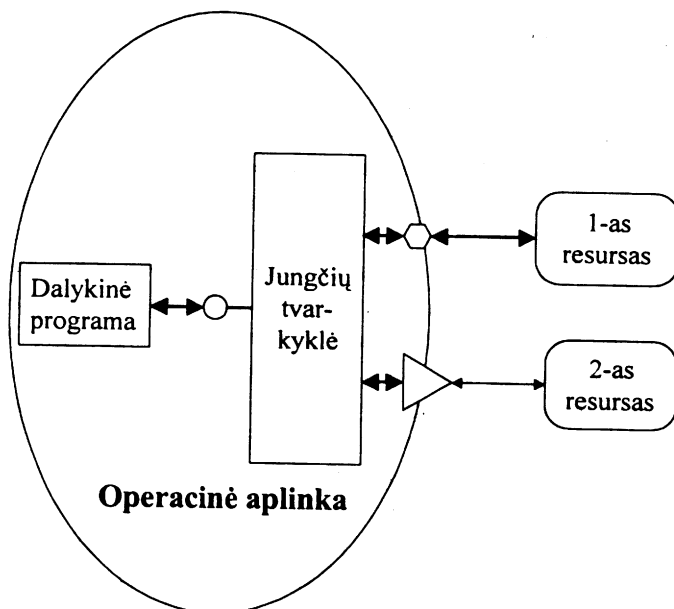 1-as
resursas
Dalykinė
programa
Jungčių
tvar-
kyklė
2-as
resursas
Operacinė aplinka